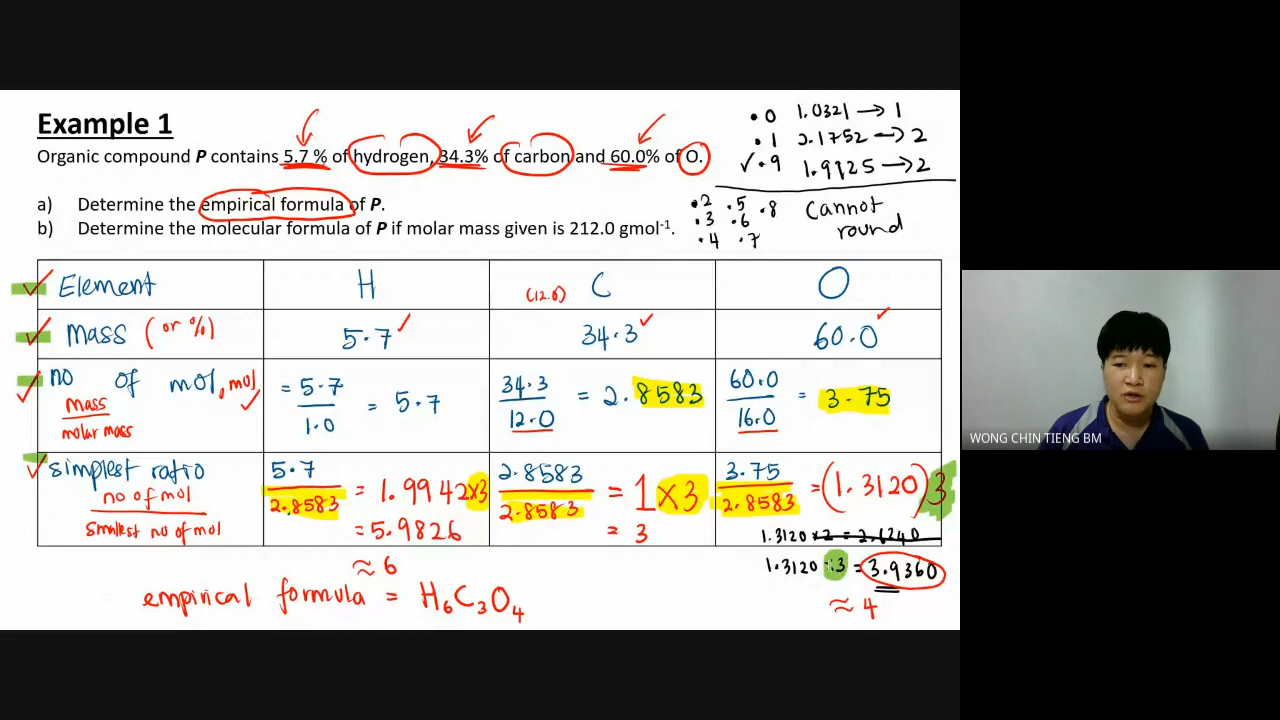 Example 1
Organic compound P contains 5.7 % of hydrogen, 34.3% of carbon and 60.0% of O.
a) Determine the empirical formula of P.
b) Determine the molecular formula of P if molar mass given is 212.0 gmol⁻¹.
.0 1.0321 → 1
.1 2.1752 → 2
✓ .9 1.9925 → 2
.2 .5 .8 Cannot
.3 .6 round
.4 .7
✓ Element H (12.0) C O
✓ Mass (or %) 5.7 ✓ 34.3 ✓ 60.0 ✓
✓ no of mol, mol ✓
mass
molar mass
= 5.7/1.0 = 5.7
34.3/12.0 = 2.8583
60.0/16.0 = 3.75
✓ simplest ratio
no of mol
smallest no of mol
5.7/2.8583 = 1.9942 ×3
= 5.9826
≈ 6
2.8583/2.8583 = 1 ×3
= 3
3.75/2.8583 = (1.3120) 3
1.3120 ×2 = 2.6240
1.3120 ×3 = 3.9360
≈ 4
empirical formula = H₆C₃O₄
WONG CHIN TIENG BM